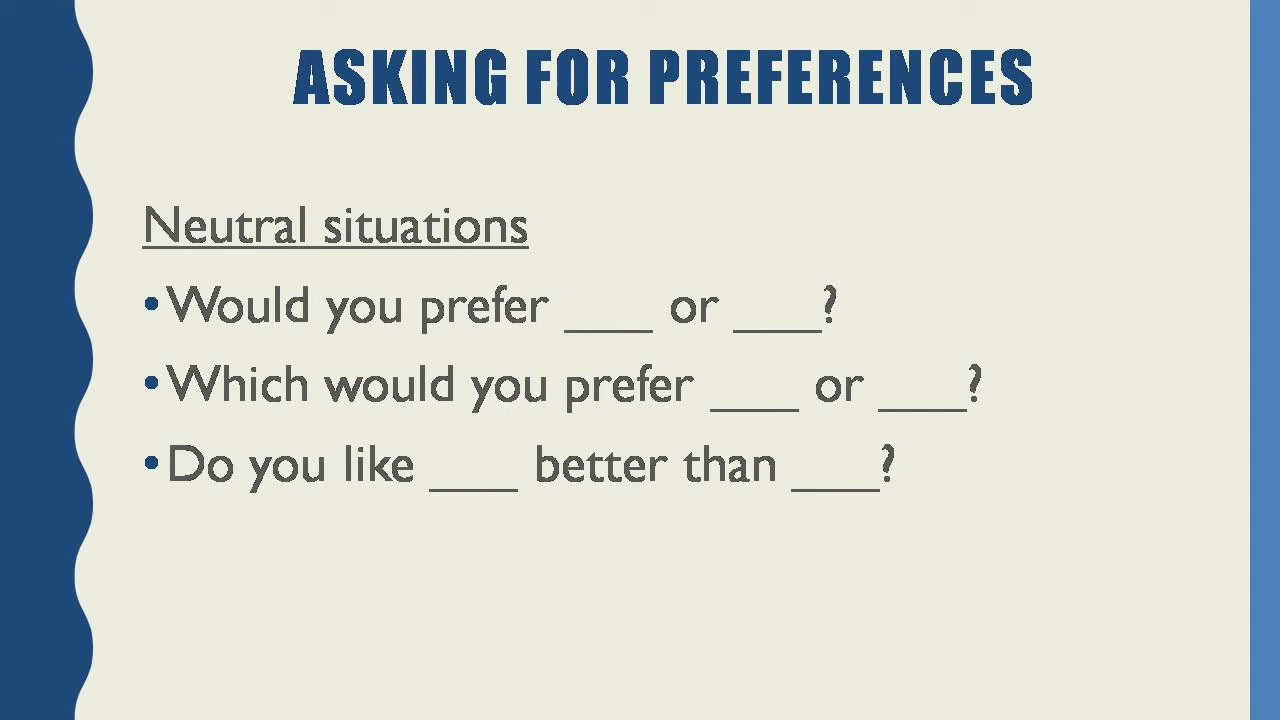 ASKING FOR PREFERENCES
Neutral situations
•Would you prefer ____ or ____?
•Which would you prefer ____ or ____?
•Do you like ____ better than ____?